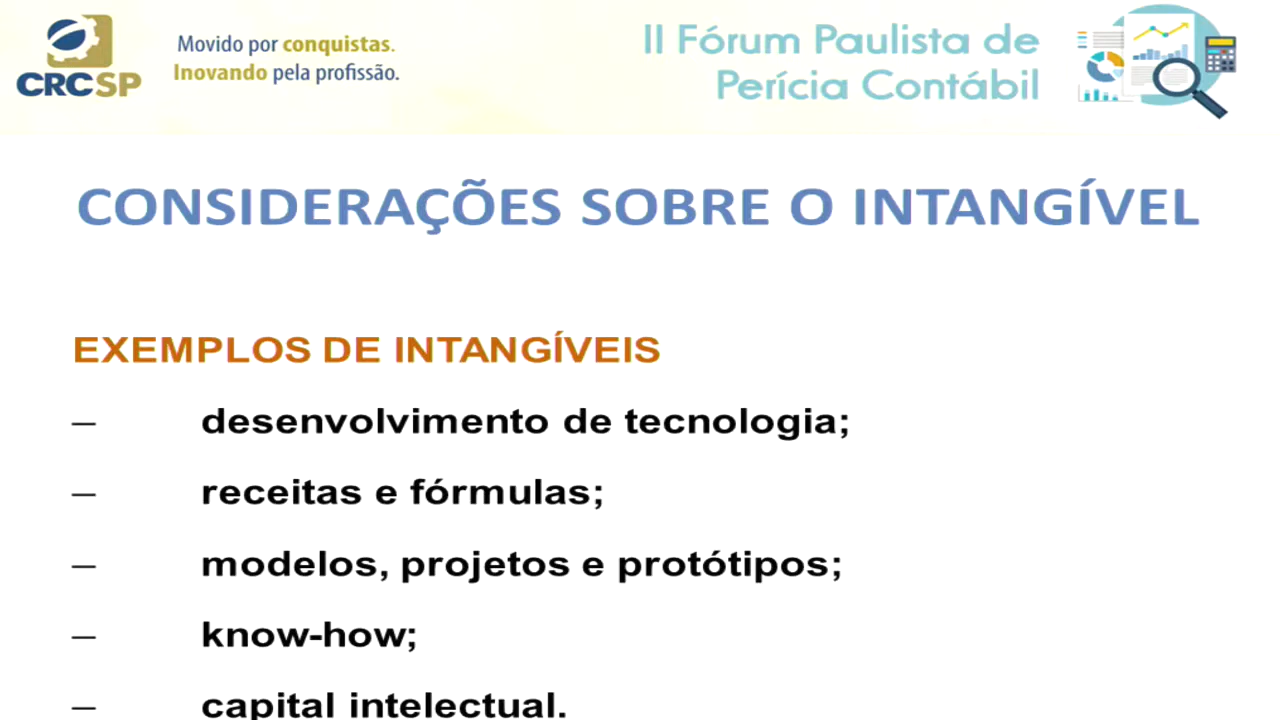 CRCSP
Movido por conquistas.
Inovando pela profissão.
II Fórum Paulista de
Perícia Contábil
CONSIDERAÇÕES SOBRE O INTANGÍVEL
EXEMPLOS DE INTANGÍVEIS
– desenvolvimento de tecnologia;
– receitas e fórmulas;
– modelos, projetos e protótipos;
– know-how;
– capital intelectual.